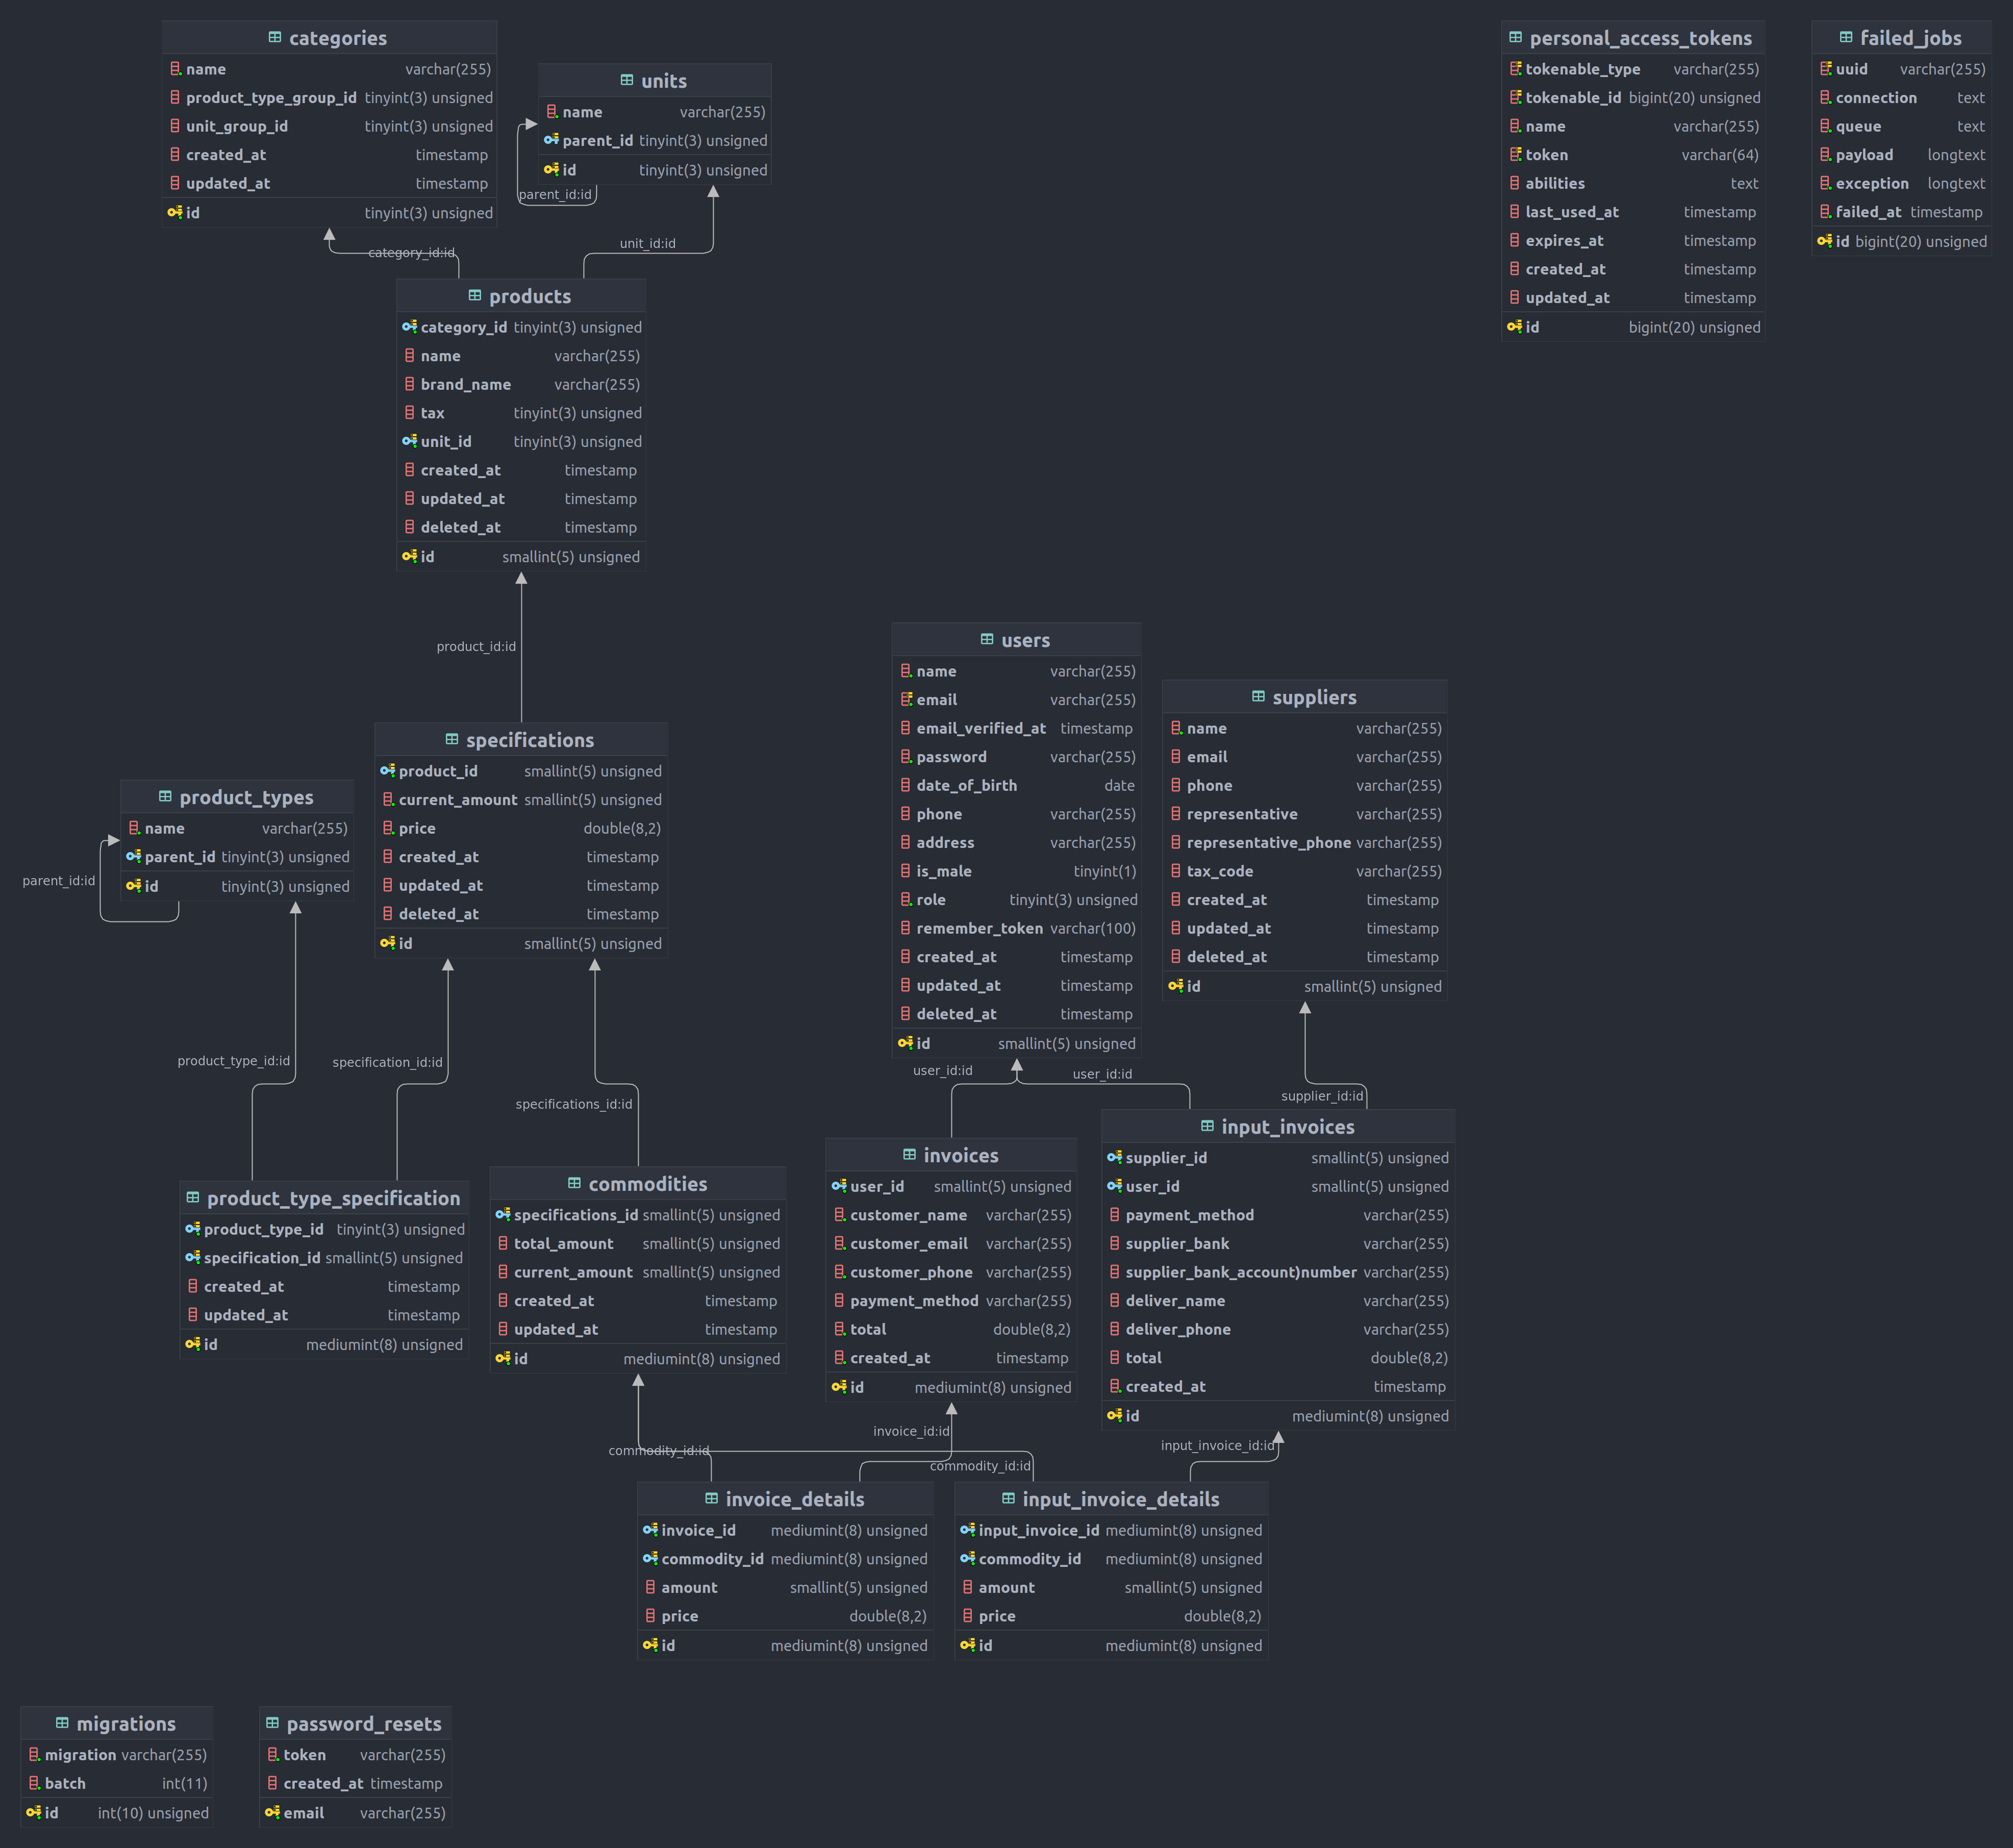 categories
name varchar(255)
product_type_group_id tinyint(3) unsigned
unit_group_id tinyint(3) unsigned
created_at timestamp
updated_at timestamp
id tinyint(3) unsigned
units
name varchar(255)
parent_id tinyint(3) unsigned
id tinyint(3) unsigned
parent_id:id
personal_access_tokens
tokenable_type varchar(255)
tokenable_id bigint(20) unsigned
name varchar(255)
token varchar(64)
abilities text
last_used_at timestamp
expires_at timestamp
created_at timestamp
updated_at timestamp
id bigint(20) unsigned
failed_jobs
uuid varchar(255)
connection text
queue text
payload longtext
exception longtext
failed_at timestamp
id bigint(20) unsigned
category_id:id
unit_id:id
products
category_id tinyint(3) unsigned
name varchar(255)
brand_name varchar(255)
tax tinyint(3) unsigned
unit_id tinyint(3) unsigned
created_at timestamp
updated_at timestamp
deleted_at timestamp
id smallint(5) unsigned
product_id:id
users
name varchar(255)
email varchar(255)
email_verified_at timestamp
password varchar(255)
date_of_birth date
phone varchar(255)
address varchar(255)
is_male tinyint(1)
role tinyint(3) unsigned
remember_token varchar(100)
created_at timestamp
updated_at timestamp
deleted_at timestamp
id smallint(5) unsigned
suppliers
name varchar(255)
email varchar(255)
phone varchar(255)
representative varchar(255)
representative_phone varchar(255)
tax_code varchar(255)
created_at timestamp
updated_at timestamp
deleted_at timestamp
id smallint(5) unsigned
specifications
product_id smallint(5) unsigned
current_amount smallint(5) unsigned
price double(8,2)
created_at timestamp
updated_at timestamp
deleted_at timestamp
id smallint(5) unsigned
product_types
name varchar(255)
parent_id tinyint(3) unsigned
id tinyint(3) unsigned
parent_id:id
product_type_id:id
specification_id:id
specifications_id:id
user_id:id
user_id:id
supplier_id:id
product_type_specification
product_type_id tinyint(3) unsigned
specification_id smallint(5) unsigned
created_at timestamp
updated_at timestamp
id mediumint(8) unsigned
commodities
specifications_id smallint(5) unsigned
total_amount smallint(5) unsigned
current_amount smallint(5) unsigned
created_at timestamp
updated_at timestamp
id mediumint(8) unsigned
invoices
user_id smallint(5) unsigned
customer_name varchar(255)
customer_email varchar(255)
customer_phone varchar(255)
payment_method varchar(255)
total double(8,2)
created_at timestamp
id mediumint(8) unsigned
input_invoices
supplier_id smallint(5) unsigned
user_id smallint(5) unsigned
payment_method varchar(255)
supplier_bank varchar(255)
supplier_bank_account)number varchar(255)
deliver_name varchar(255)
deliver_phone varchar(255)
total double(8,2)
created_at timestamp
id mediumint(8) unsigned
commodity_id:id
invoice_id:id
commodity_id:id
input_invoice_id:id
invoice_details
invoice_id mediumint(8) unsigned
commodity_id mediumint(8) unsigned
amount smallint(5) unsigned
price double(8,2)
id mediumint(8) unsigned
input_invoice_details
input_invoice_id mediumint(8) unsigned
commodity_id mediumint(8) unsigned
amount smallint(5) unsigned
price double(8,2)
id mediumint(8) unsigned
migrations
migration varchar(255)
batch int(11)
id int(10) unsigned
password_resets
token varchar(255)
created_at timestamp
email varchar(255)